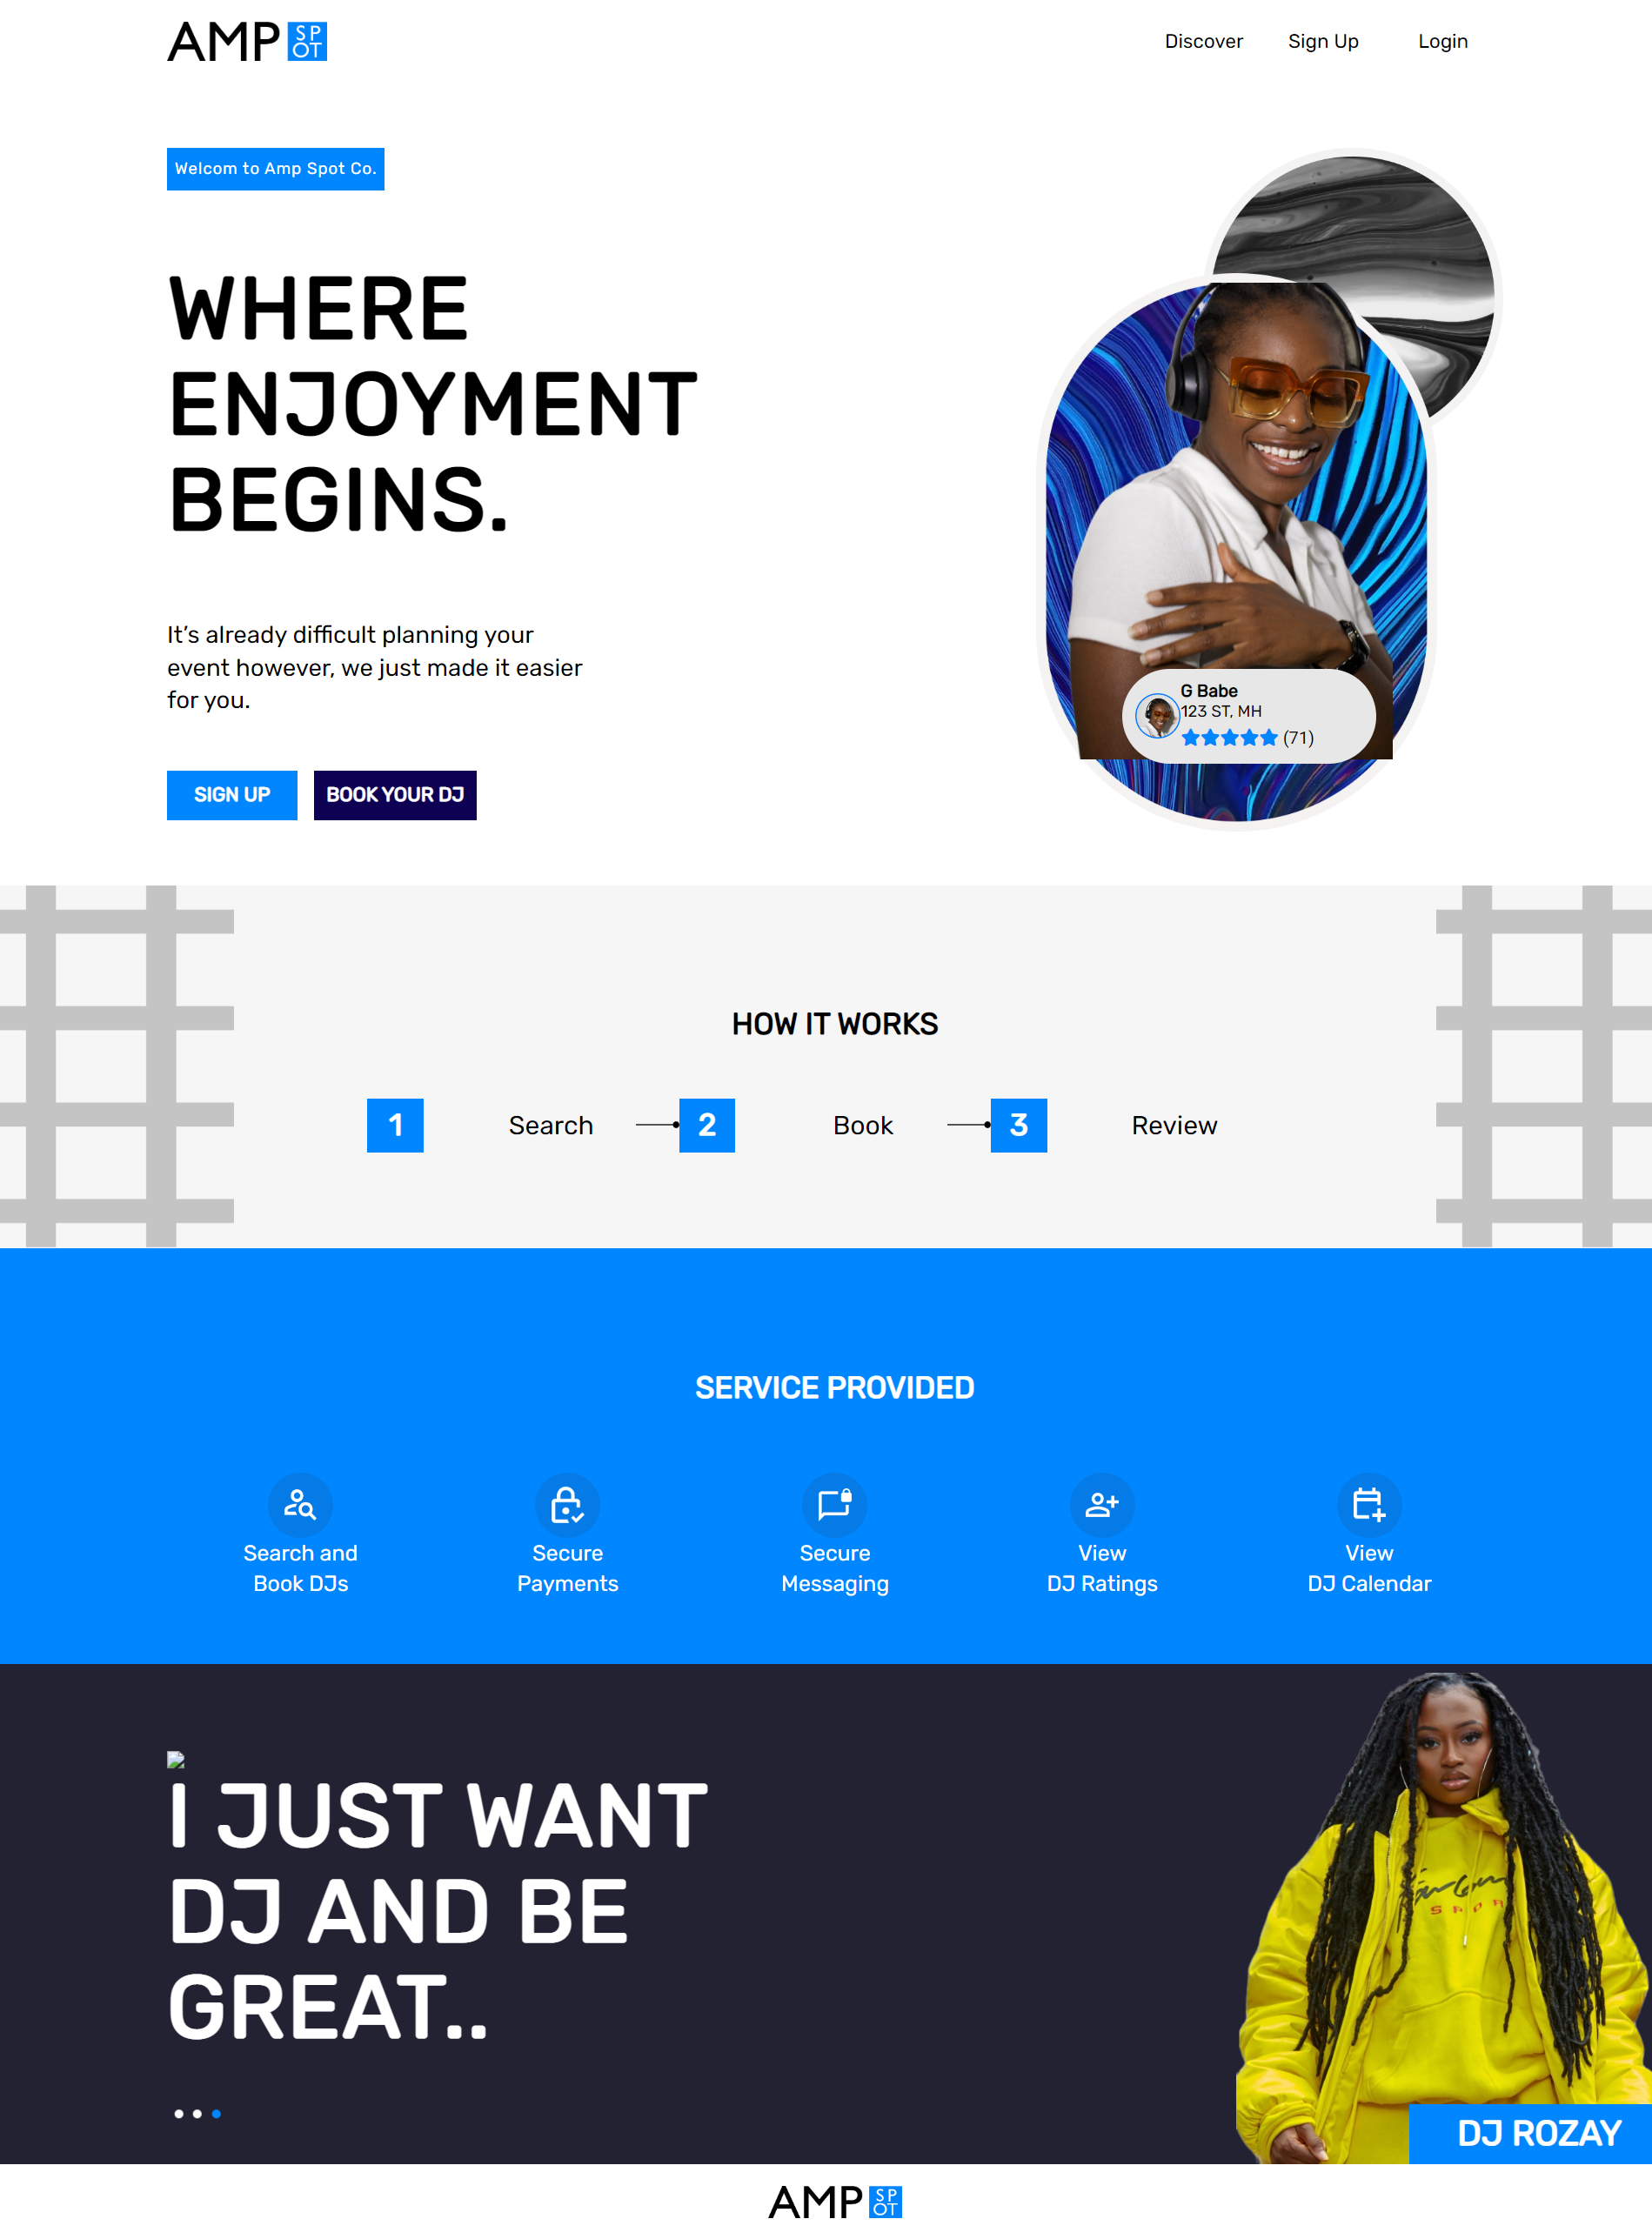 AMP SP
OT
Discover Sign Up Login
Welcom to Amp Spot Co.
WHERE
ENJOYMENT
BEGINS.
It’s already difficult planning your
event however, we just made it easier
for you.
SIGN UP BOOK YOUR DJ
G Babe
123 ST, MH
(71)
HOW IT WORKS
1 Search 2 Book 3 Review
SERVICE PROVIDED
Search and
Book DJs
Secure
Payments
Secure
Messaging
View
DJ Ratings
View
DJ Calendar
I JUST WANT
DJ AND BE
GREAT..
DJ ROZAY
AMP SP
OT